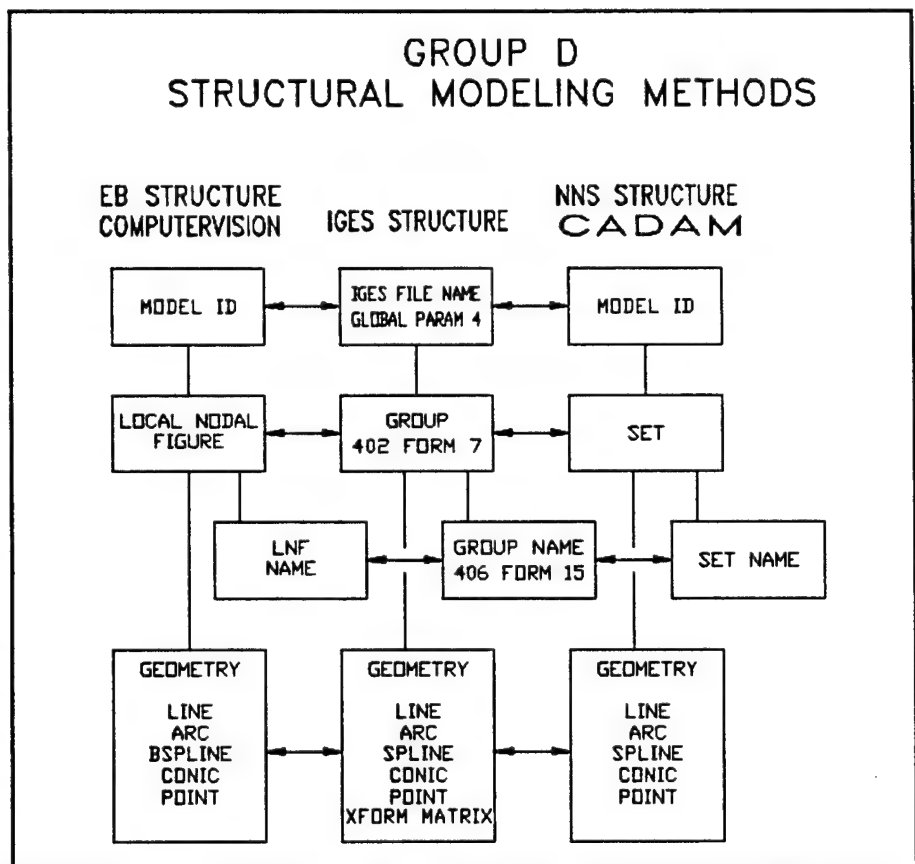 GROUP D
STRUCTURAL MODELING METHODS
EB STRUCTURE
COMPUTERVISION
IGES STRUCTURE
NNS STRUCTURE
CADAM
MODEL ID
IGES FILE NAME
GLOBAL PARAM 4
MODEL ID
LOCAL NODAL
FIGURE
GROUP
402 FORM 7
SET
LNF
NAME
GROUP NAME
406 FORM 15
SET NAME
GEOMETRY
LINE
ARC
BSPLINE
CONIC
POINT
GEOMETRY
LINE
ARC
SPLINE
CONIC
POINT
XFORM MATRIX
GEOMETRY
LINE
ARC
SPLINE
CONIC
POINT